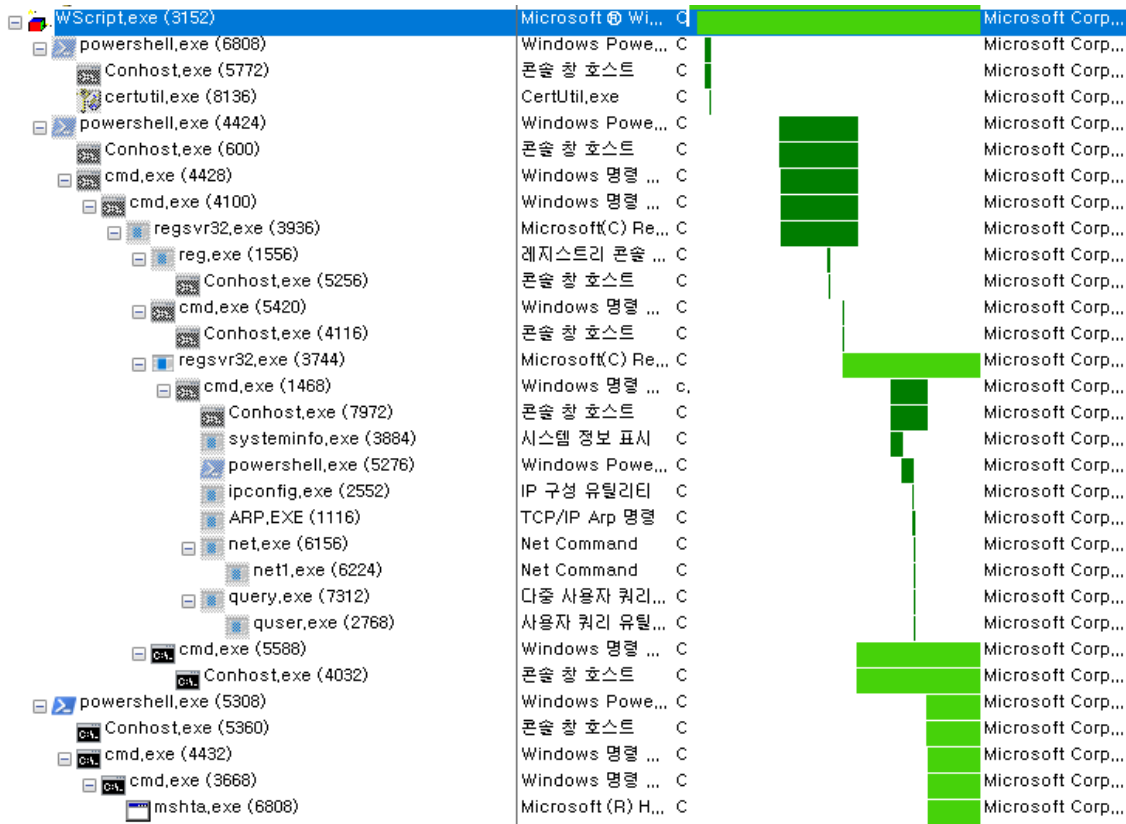 WScript.exe (3152) Microsoft ® Wi... C Microsoft Corp...
powershell.exe (6808) Windows Powe... C Microsoft Corp...
Conhost.exe (5772) 콘솔 창 호스트 C Microsoft Corp...
certutil.exe (8136) CertUtil.exe C Microsoft Corp...
powershell.exe (4424) Windows Powe... C Microsoft Corp...
Conhost.exe (600) 콘솔 창 호스트 C Microsoft Corp...
cmd.exe (4428) Windows 명령 ... C Microsoft Corp...
cmd.exe (4100) Windows 명령 ... C Microsoft Corp...
regsvr32.exe (3936) Microsoft(C) Re... C Microsoft Corp...
reg.exe (1556) 레지스트리 콘솔 ... C Microsoft Corp...
Conhost.exe (5256) 콘솔 창 호스트 C Microsoft Corp...
cmd.exe (5420) Windows 명령 ... C Microsoft Corp...
Conhost.exe (4116) 콘솔 창 호스트 C Microsoft Corp...
regsvr32.exe (3744) Microsoft(C) Re... C Microsoft Corp...
cmd.exe (1468) Windows 명령 ... c. Microsoft Corp...
Conhost.exe (7972) 콘솔 창 호스트 C Microsoft Corp...
systeminfo.exe (3884) 시스템 정보 표시 C Microsoft Corp...
powershell.exe (5276) Windows Powe... C Microsoft Corp...
ipconfig.exe (2552) IP 구성 유틸리티 C Microsoft Corp...
ARP.EXE (1116) TCP/IP Arp 명령 C Microsoft Corp...
net.exe (6156) Net Command C Microsoft Corp...
net1.exe (6224) Net Command C Microsoft Corp...
query.exe (7312) 다중 사용자 쿼리... C Microsoft Corp...
quser.exe (2768) 사용자 쿼리 유틸... C Microsoft Corp...
cmd.exe (5588) Windows 명령 ... C Microsoft Corp...
Conhost.exe (4032) 콘솔 창 호스트 C Microsoft Corp...
powershell.exe (5308) Windows Powe... C Microsoft Corp...
Conhost.exe (5360) 콘솔 창 호스트 C Microsoft Corp...
cmd.exe (4432) Windows 명령 ... C Microsoft Corp...
cmd.exe (3668) Windows 명령 ... C Microsoft Corp...
mshta.exe (6808) Microsoft (R) H... C Microsoft Corp...